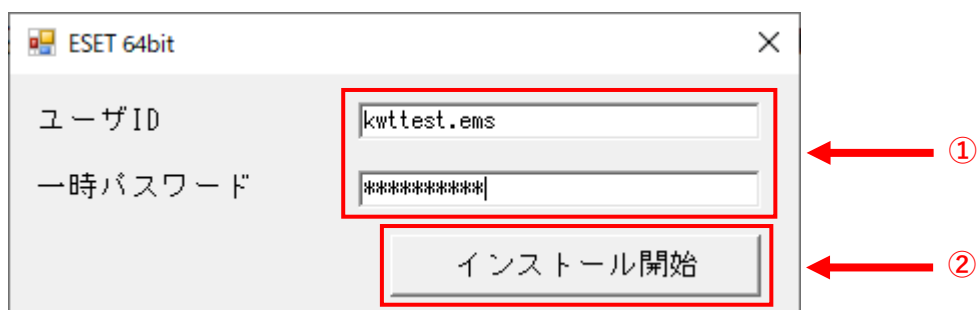 ESET 64bit
ユーザID
kwttest.ems
①
一時パスワード
**********
インストール開始
②